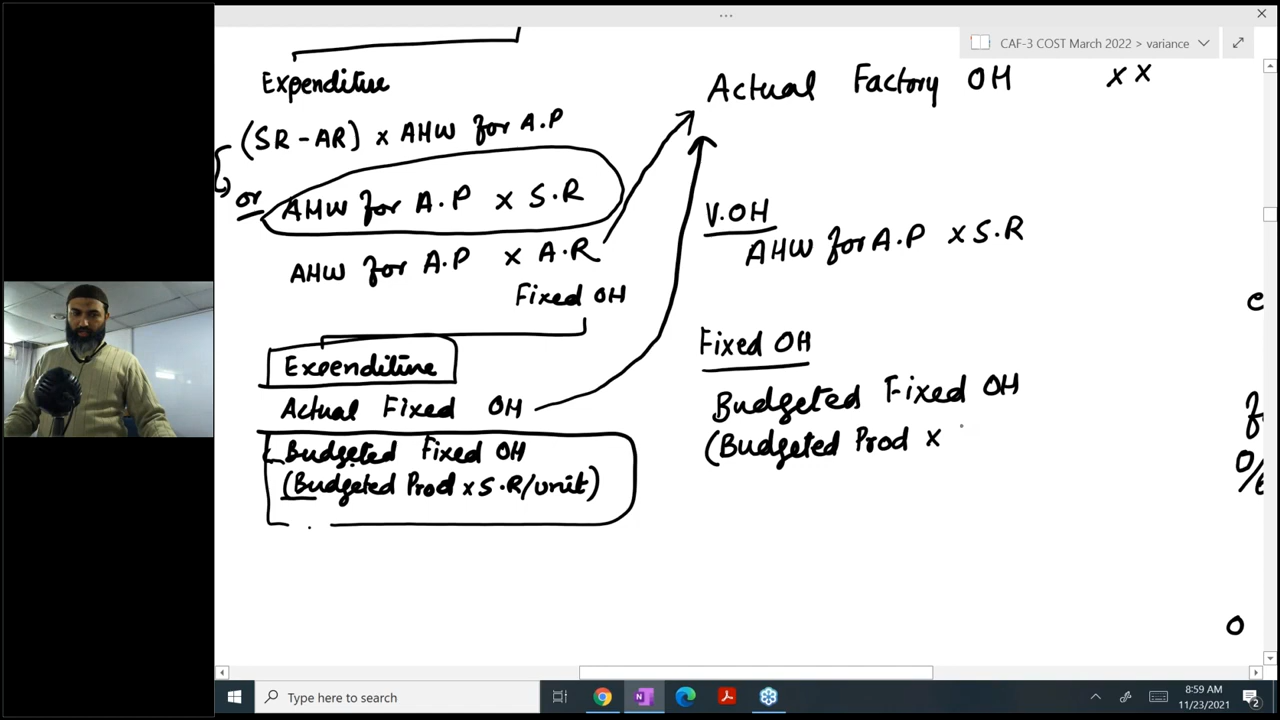 ...
CAF-3 COST March 2022 > variance
Expenditure
(SR - AR) x AHW for A.P
or AHW for A.P x S.R
AHW for A.P x A.R
Fixed OH
Expenditure
Actual Fixed OH
Budgeted Fixed OH
(Budgeted Prod x S.R/unit)
Actual Factory OH xx
V.OH
AHW for A.P x S.R
Fixed OH
Budgeted Fixed OH
(Budgeted Prod x
Type here to search
8:59 AM
11/23/2021
2